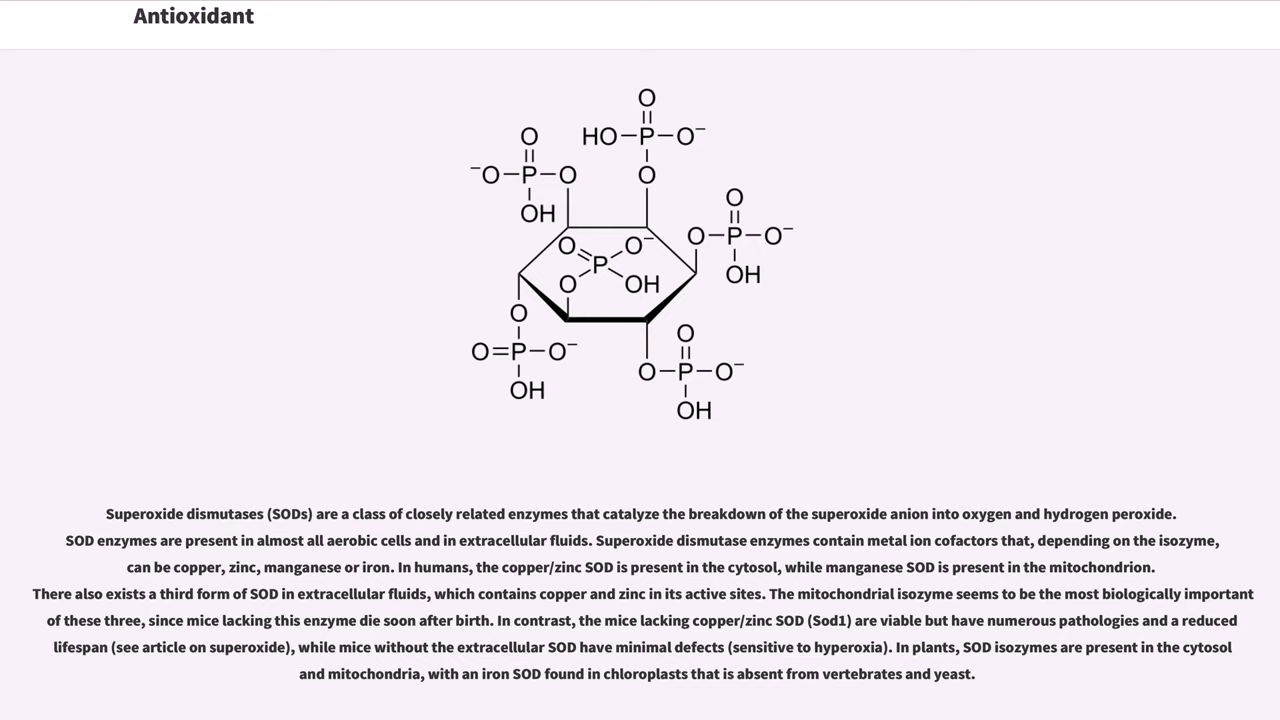 Antioxidant
O
O HO–P–O⁻
⁻O–P–O O
OH O
O O⁻ O–P–O⁻
P
O OH OH
O O
O=P–O⁻ O–P–O⁻
OH OH
Superoxide dismutases (SODs) are a class of closely related enzymes that catalyze the breakdown of the superoxide anion into oxygen and hydrogen peroxide.
SOD enzymes are present in almost all aerobic cells and in extracellular fluids. Superoxide dismutase enzymes contain metal ion cofactors that, depending on the isozyme,
can be copper, zinc, manganese or iron. In humans, the copper/zinc SOD is present in the cytosol, while manganese SOD is present in the mitochondrion.
There also exists a third form of SOD in extracellular fluids, which contains copper and zinc in its active sites. The mitochondrial isozyme seems to be the most biologically important
of these three, since mice lacking this enzyme die soon after birth. In contrast, the mice lacking copper/zinc SOD (Sod1) are viable but have numerous pathologies and a reduced
lifespan (see article on superoxide), while mice without the extracellular SOD have minimal defects (sensitive to hyperoxia). In plants, SOD isozymes are present in the cytosol
and mitochondria, with an iron SOD found in chloroplasts that is absent from vertebrates and yeast.